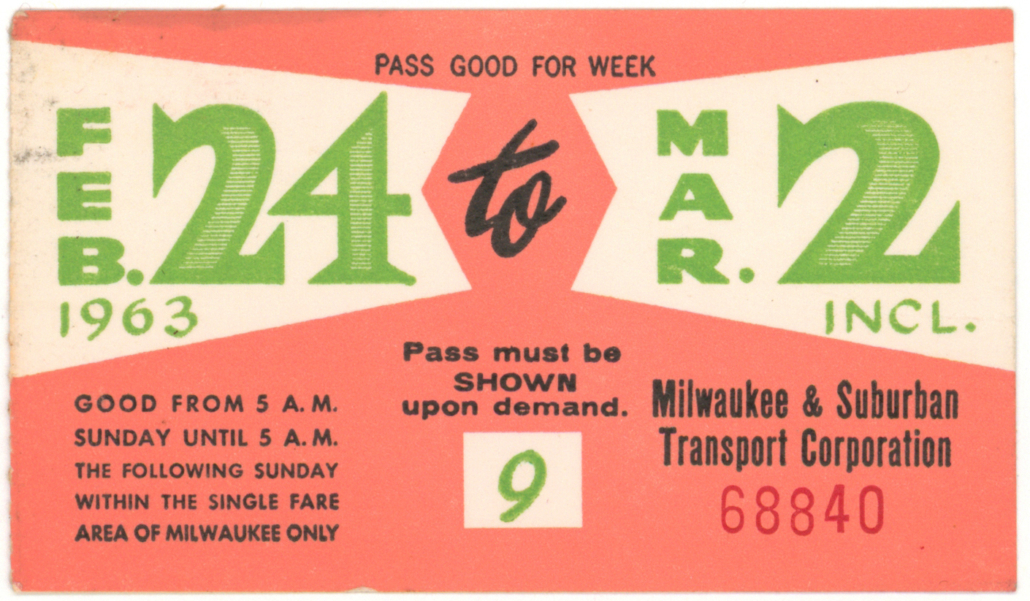 PASS GOOD FOR WEEK
FEB. 24 to MAR. 2
1963 INCL.
Pass must be
SHOWN
upon demand.
GOOD FROM 5 A.M.
SUNDAY UNTIL 5 A.M.
THE FOLLOWING SUNDAY
WITHIN THE SINGLE FARE
AREA OF MILWAUKEE ONLY
9
Milwaukee & Suburban
Transport Corporation
68840